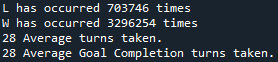 L has occurred 703746 times
W has occurred 3296254 times
28 Average turns taken.
28 Average Goal Completion turns taken.